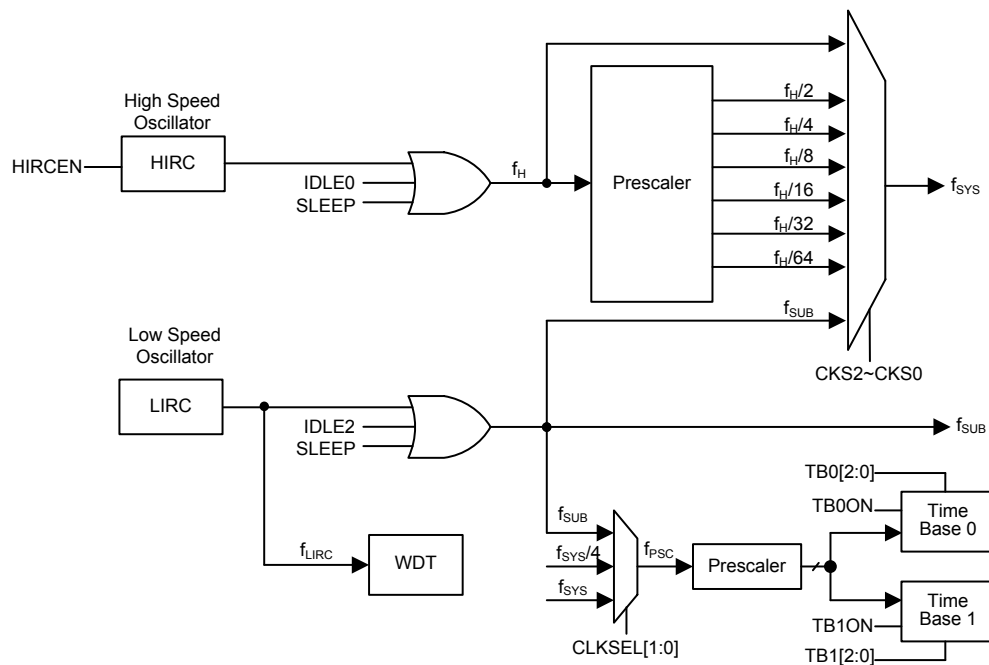 High Speed
Oscillator
HIRCEN
HIRC
IDLE0
SLEEP
f_H
Prescaler
f_H/2
f_H/4
f_H/8
f_H/16
f_H/32
f_H/64
f_SUB
f_SYS
CKS2~CKS0
Low Speed
Oscillator
LIRC
IDLE2
SLEEP
f_SUB
f_LIRC
WDT
f_SUB
f_SYS/4
f_SYS
CLKSEL[1:0]
f_PSC
Prescaler
TB0[2:0]
TB0ON
Time
Base 0
Time
Base 1
TB1ON
TB1[2:0]